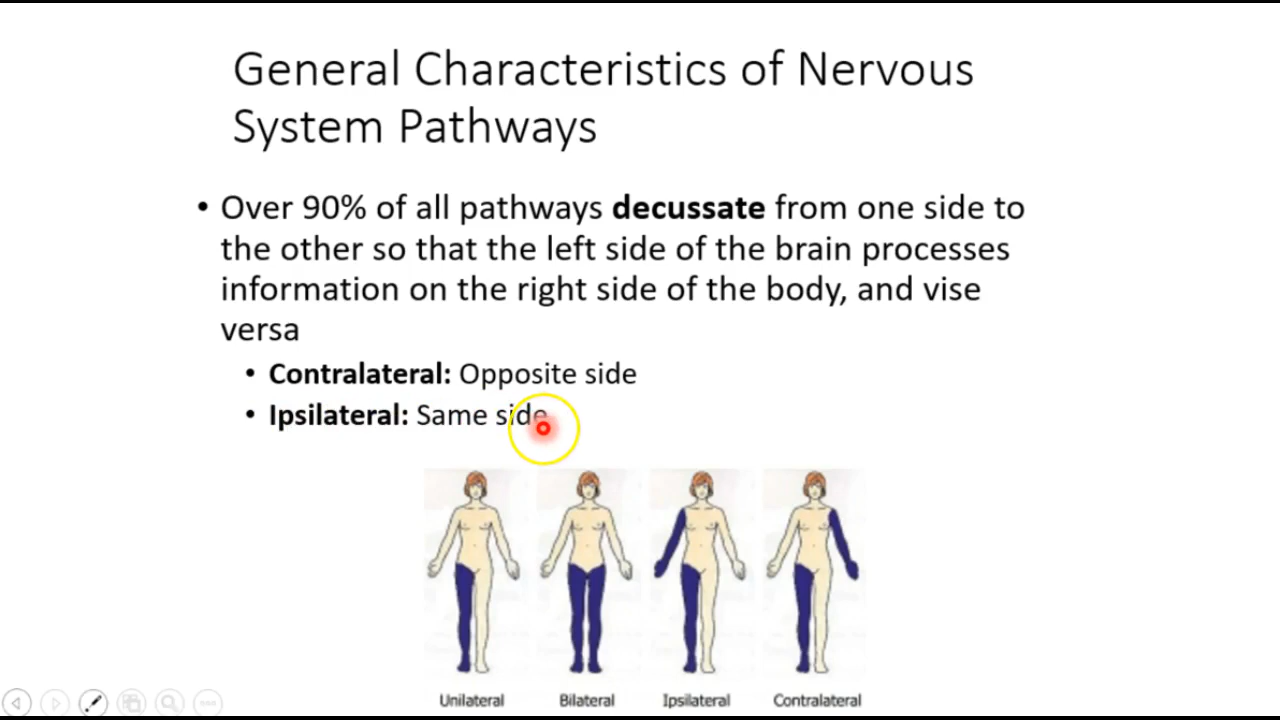 General Characteristics of Nervous
System Pathways
• Over 90% of all pathways decussate from one side to
the other so that the left side of the brain processes
information on the right side of the body, and vise
versa
• Contralateral: Opposite side
• Ipsilateral: Same side
Unilateral Bilateral Ipsilateral Contralateral